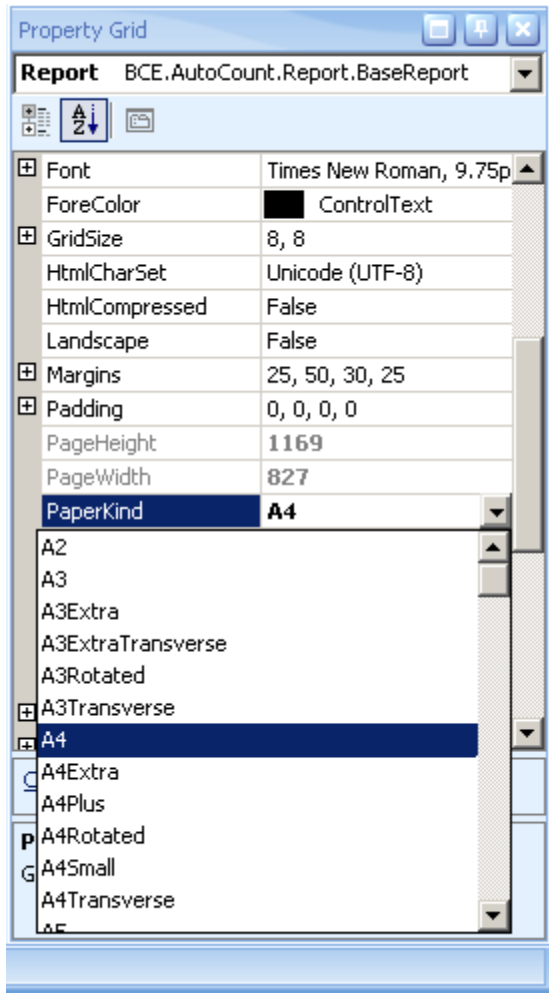 Property Grid
Report BCE.AutoCount.Report.BaseReport
A
Z
Font Times New Roman, 9.75p
ForeColor ControlText
GridSize 8, 8
HtmlCharSet Unicode (UTF-8)
HtmlCompressed False
Landscape False
Margins 25, 50, 30, 25
Padding 0, 0, 0, 0
PageHeight 1169
PageWidth 827
PaperKind A4
A2
A3
A3Extra
A3ExtraTransverse
A3Rotated
A3Transverse
A4
A4Extra
A4Plus
P A4Rotated
G A4Small
A4Transverse